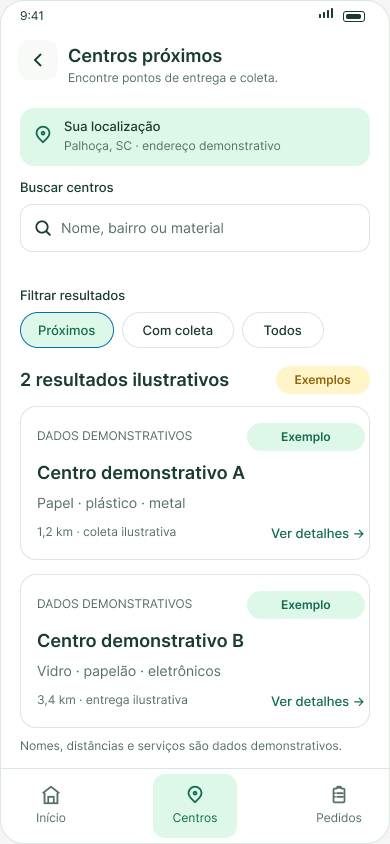 9:41
Centros próximos
Encontre pontos de entrega e coleta.
Sua localização
Palhoça, SC · endereço demonstrativo
Buscar centros
Nome, bairro ou material
Filtrar resultados
Próximos
Com coleta
Todos
2 resultados ilustrativos
Exemplos
DADOS DEMONSTRATIVOS
Exemplo
Centro demonstrativo A
Papel · plástico · metal
1,2 km · coleta ilustrativa
Ver detalhes →
DADOS DEMONSTRATIVOS
Exemplo
Centro demonstrativo B
Vidro · papelão · eletrônicos
3,4 km · entrega ilustrativa
Ver detalhes →
Nomes, distâncias e serviços são dados demonstrativos.
Início
Centros
Pedidos